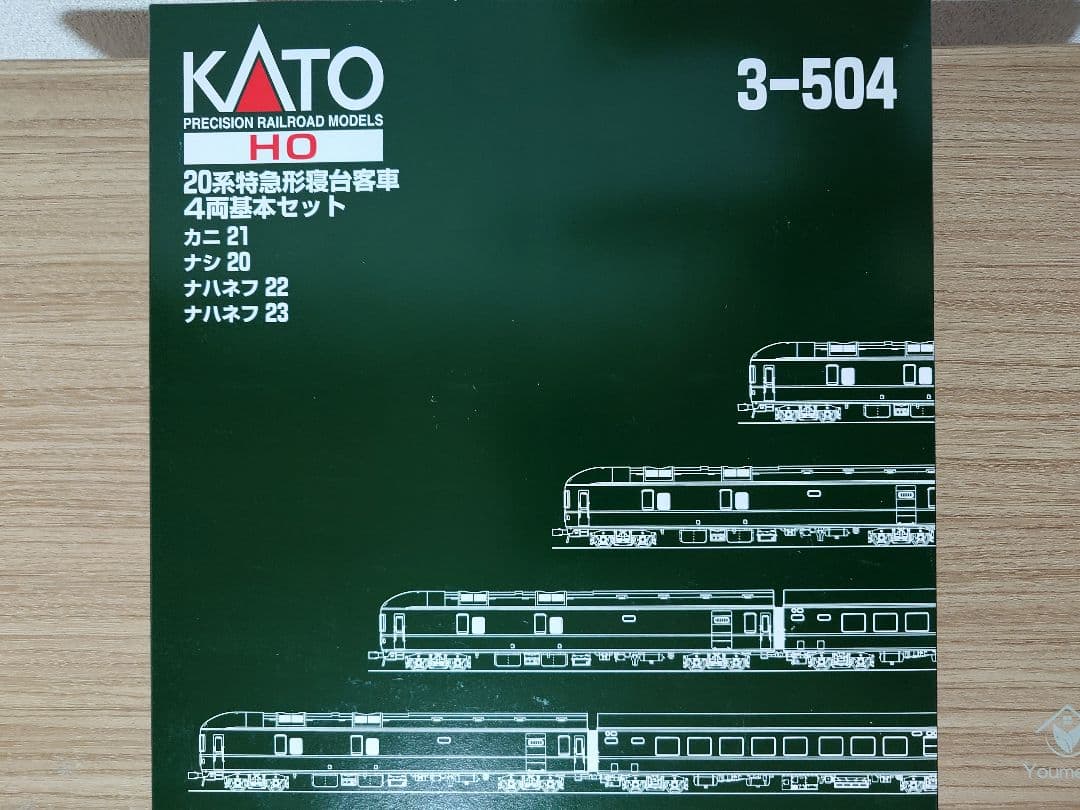 KATO
3-504
PRECISION RAILROAD MODELS
HO
20系特急形寝台客車
4両基本セット
カニ 21
ナシ 20
ナハネフ 22
ナハネフ 23